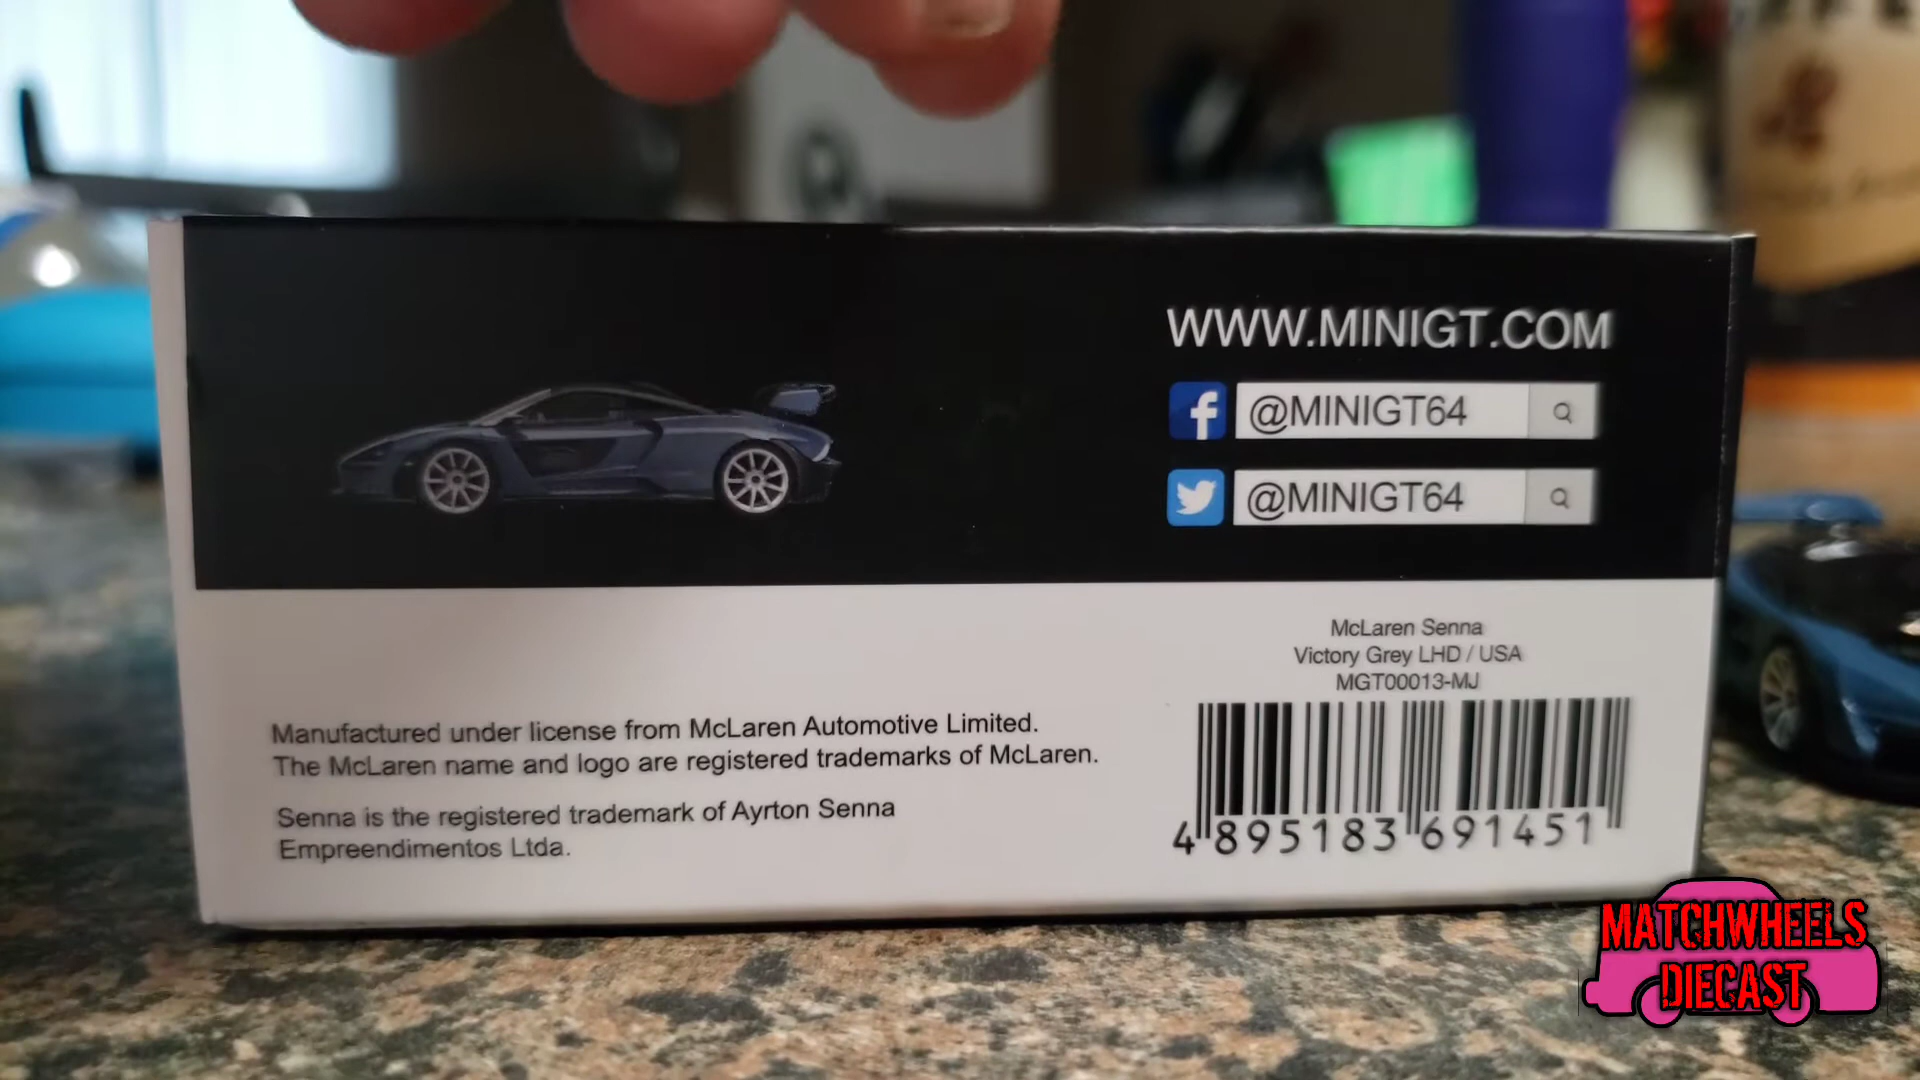 WWW.MINIGT.COM
@MINIGT64
@MINIGT64
McLaren Senna
Victory Grey LHD / USA
MGT00013-MJ
Manufactured under license from McLaren Automotive Limited.
The McLaren name and logo are registered trademarks of McLaren.
Senna is the registered trademark of Ayrton Senna
Empreendimentos Ltda.
4 895183 691451
MATCHWHEELS
DIECAST